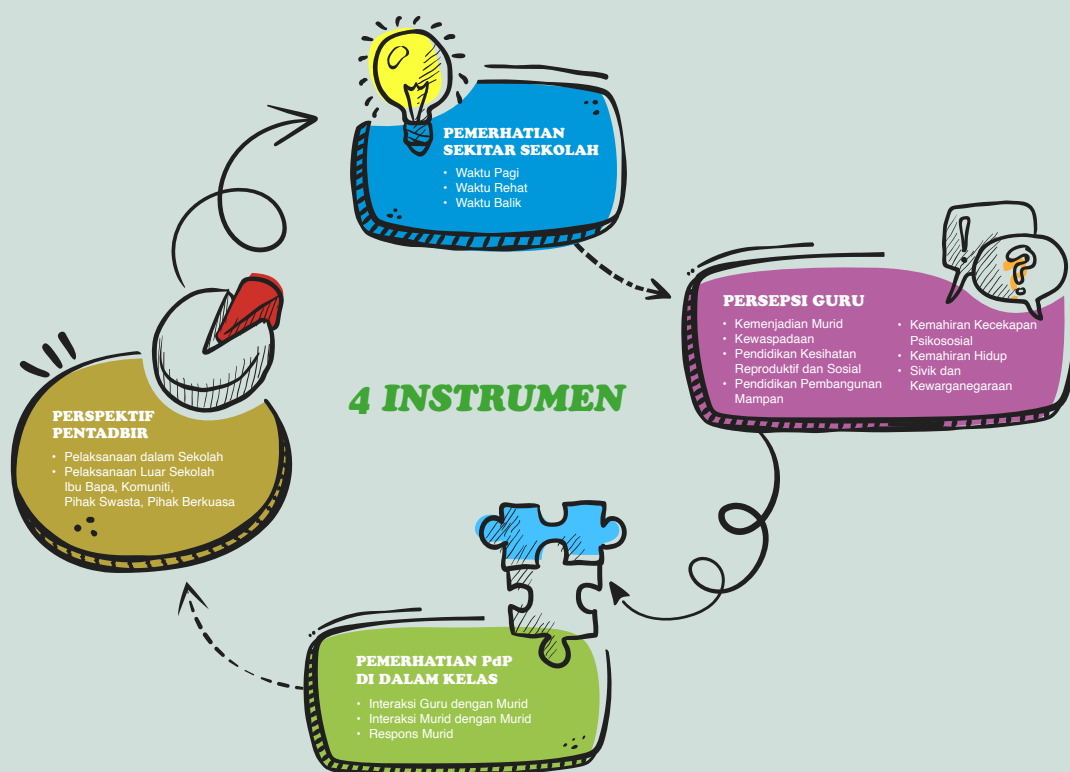 PEMERHATIAN
SEKITAR SEKOLAH
• Waktu Pagi
• Waktu Rehat
• Waktu Balik
PERSEPSI GURU
• Kemenjadian Murid
• Kewaspadaan
• Pendidikan Kesihatan
Reproduktif dan Sosial
• Pendidikan Pembangunan
Mampan
• Kemahiran Kecekapan
Psikososial
• Kemahiran Hidup
• Sivik dan
Kewarganegaraan
! ?
4 INSTRUMEN
PERSPEKTIF
PENTADBIR
• Pelaksanaan dalam Sekolah
• Pelaksanaan Luar Sekolah
Ibu Bapa, Komuniti,
Pihak Swasta, Pihak Berkuasa
PEMERHATIAN PdP
DI DALAM KELAS
• Interaksi Guru dengan Murid
• Interaksi Murid dengan Murid
• Respons Murid